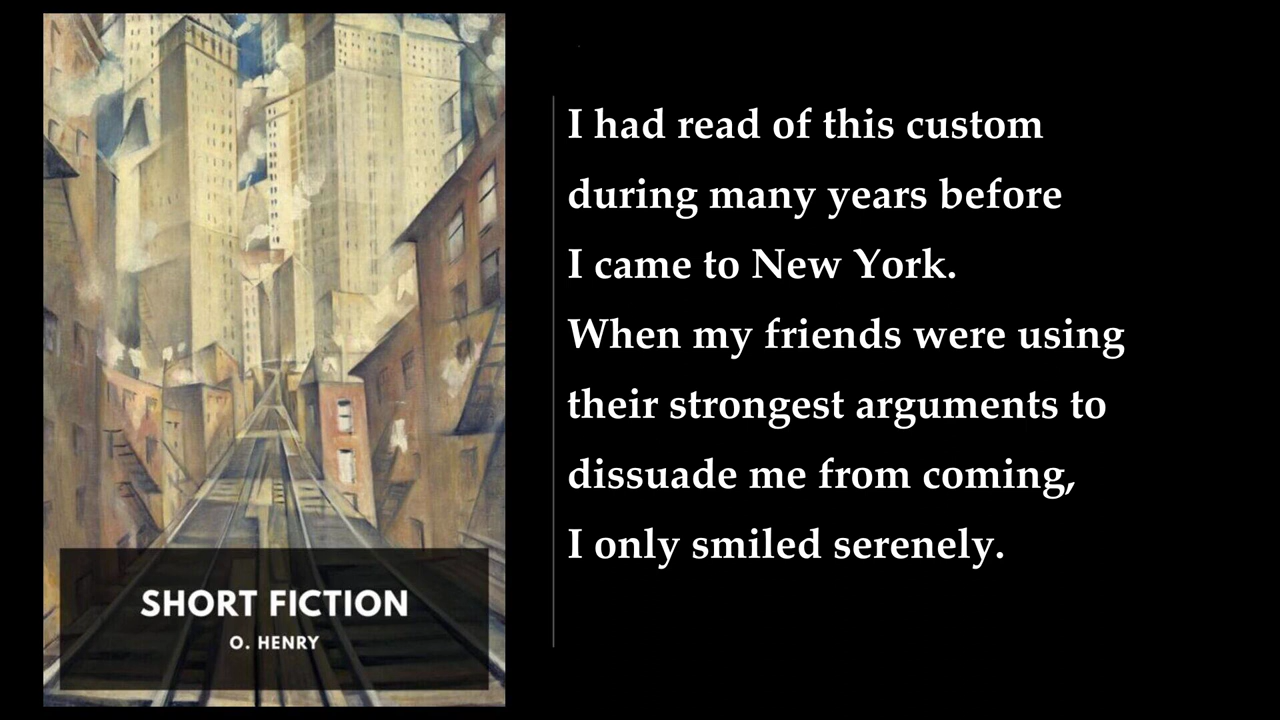 SHORT FICTION
O. HENRY
I had read of this custom
during many years before
I came to New York.
When my friends were using
their strongest arguments to
dissuade me from coming,
I only smiled serenely.